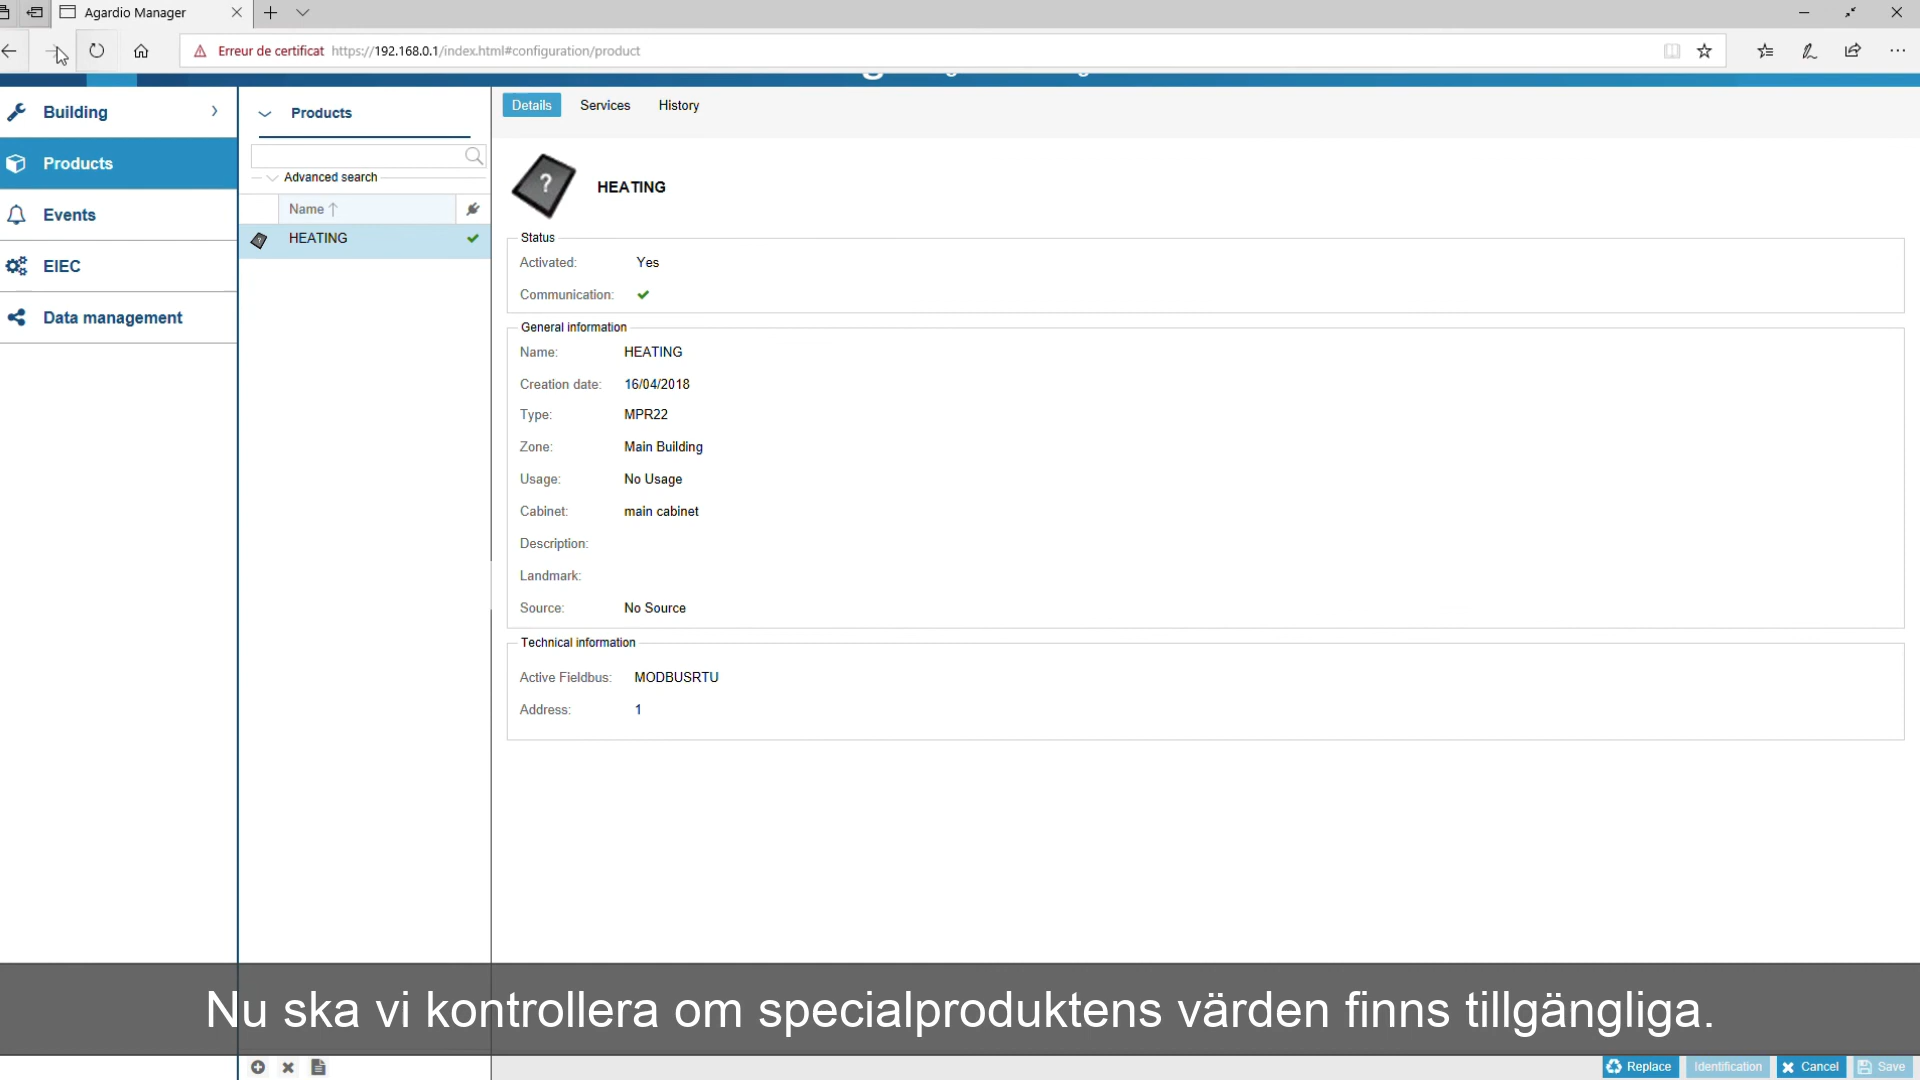 Agardio Manager
Erreur de certificat https://192.168.0.1/index.html#configuration/product
Building
Products
Events
EIEC
Data management
Products
Advanced search
Name
HEATING
Details Services History
HEATING
Status
Activated: Yes
Communication:
General information
Name: HEATING
Creation date: 16/04/2018
Type: MPR22
Zone: Main Building
Usage: No Usage
Cabinet: main cabinet
Description:
Landmark:
Source: No Source
Technical information
Active Fieldbus: MODBUSRTU
Address: 1
Nu ska vi kontrollera om specialproduktens värden finns tillgängliga.
Replace Identification Cancel Save